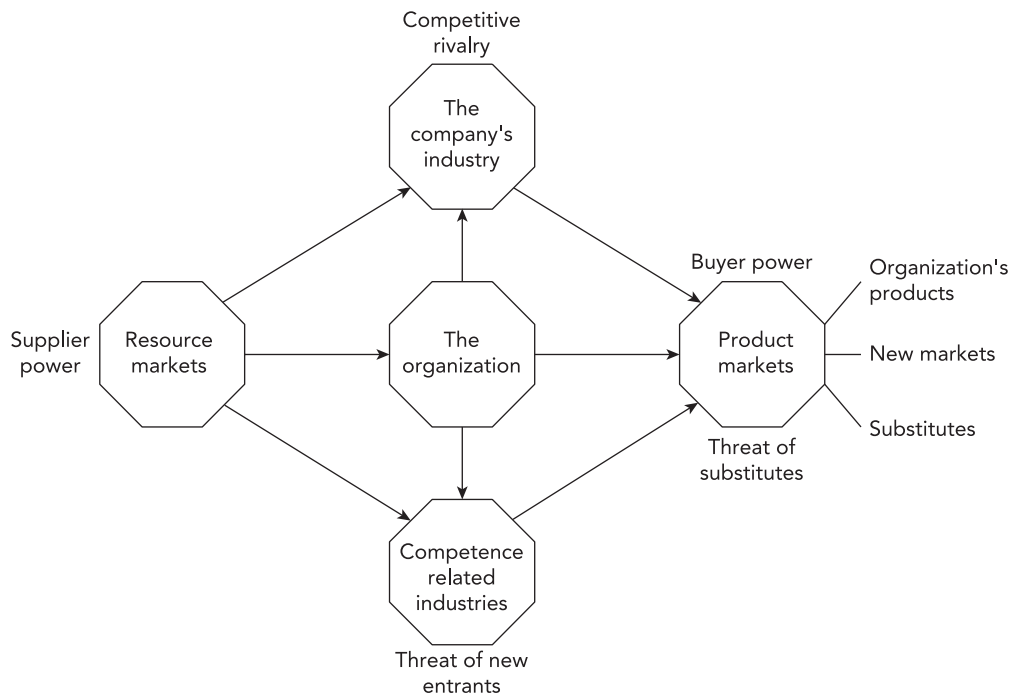 Competitive
rivalry
The
company's
industry
Buyer power
Organization's
products
Supplier
power
Resource
markets
The
organization
Product
markets
New markets
Substitutes
Threat of
substitutes
Competence
related
industries
Threat of new
entrants